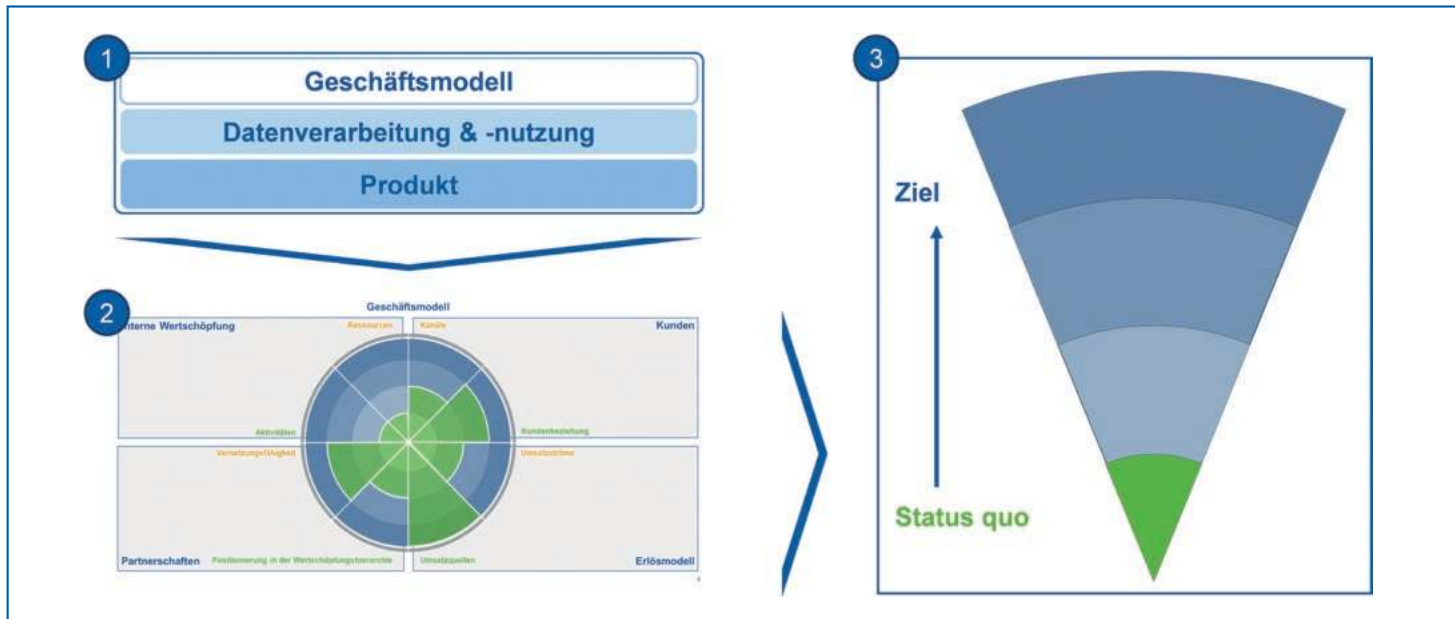 1
Geschäftsmodell
Datenverarbeitung & -nutzung
Produkt
2
Geschäftsmodell
Interne Wertschöpfung
Ressourcen
Kanäle
Kunden
Aktivitäten
Kundenbeziehung
Vernetzungsfähigkeit
Umsatzströme
Partnerschaften
Positionierung in der Wertschöpfungshierarchie
Umsatzquellen
Erlösmodell
3
Ziel
Status quo